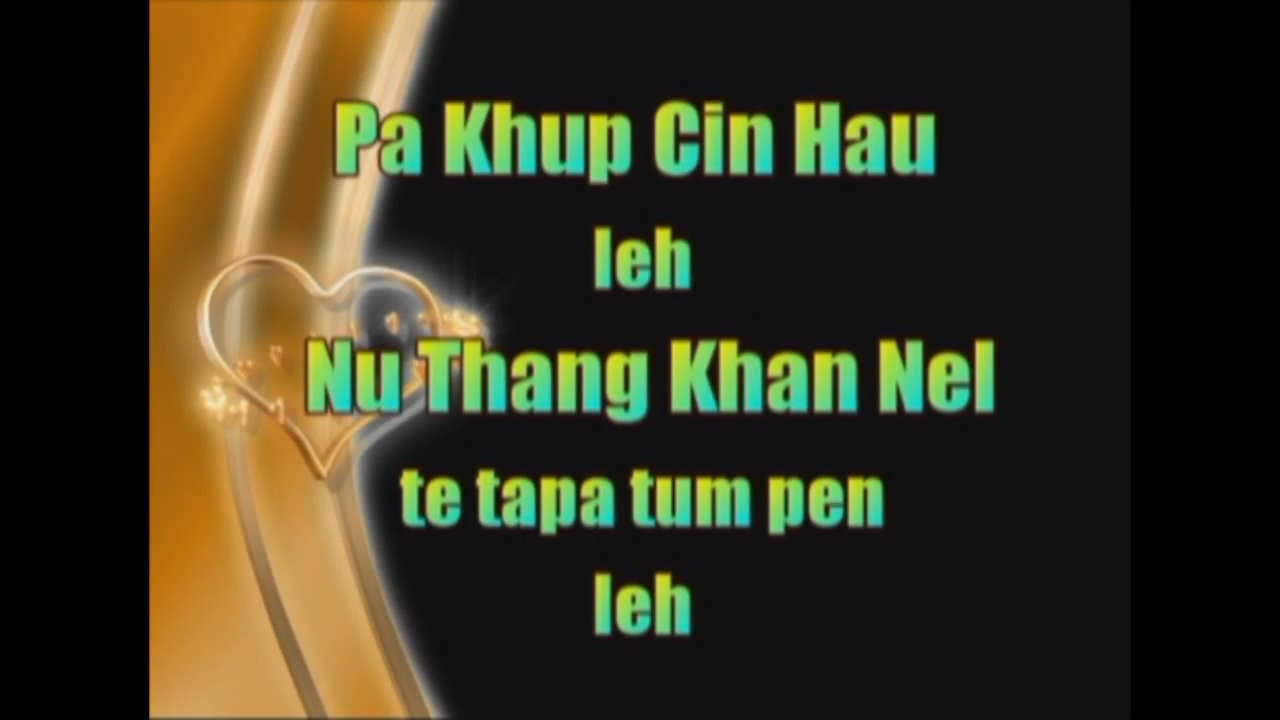 Pa Khup Cin Hau
leh
Nu Thang Khan Nel
te tapa tum pen
leh